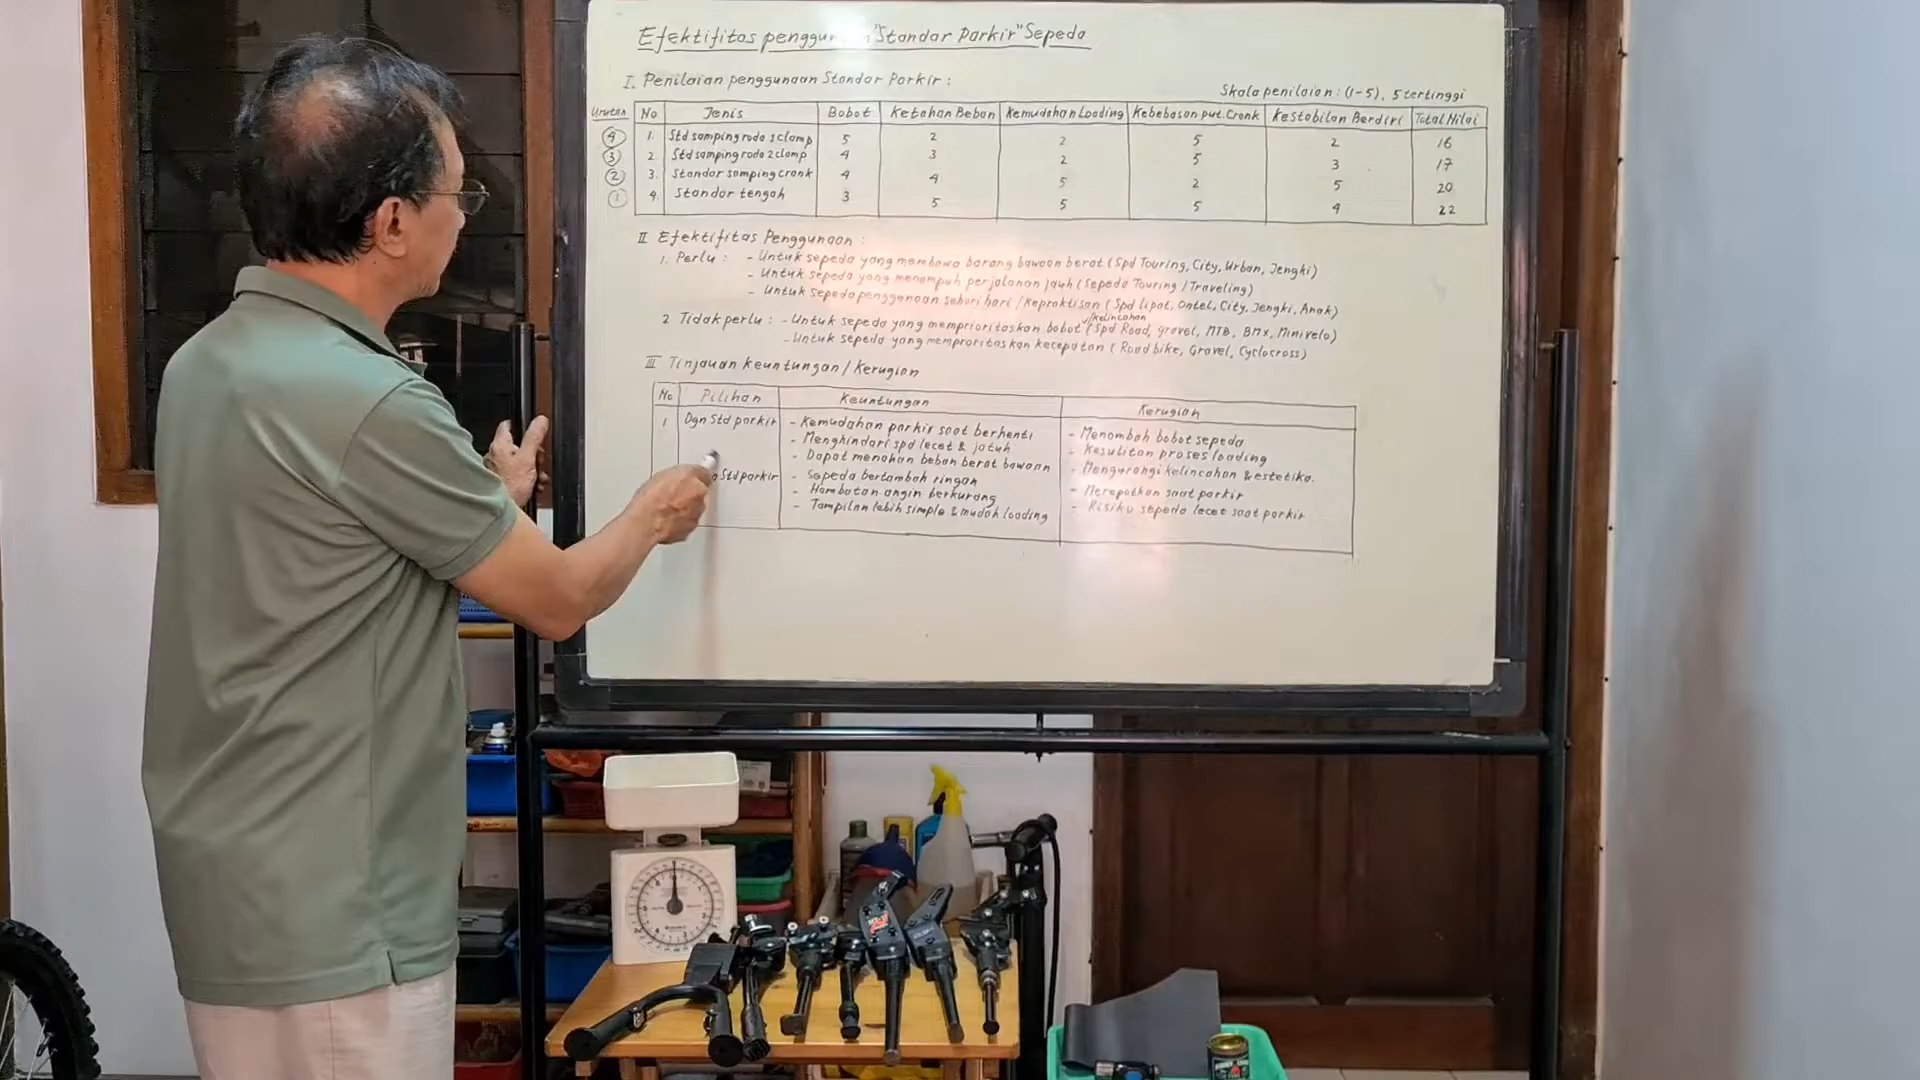 Efektifitas penggun "Standar Parkir" Sepeda
I. Penilaian penggunaan Standar Parkir :
Skala penilaian : (1-5), 5 tertinggi
Urutan No Jenis Bobot Ketahan Beban Kemudahan Loading Kebebasan put. Crank Kestabilan Berdiri Total Nilai
4 1. Std samping roda 1 clamp 5 2 2 5 2 16
3 2. Std samping roda 2 clamp 4 3 2 5 3 17
2 3. Standar samping crank 4 4 5 2 5 20
1 4. Standar tengah 3 5 5 5 4 22
II Efektifitas Penggunaan :
1. Perlu : - Untuk sepeda yang membawa barang bawaan berat (Spd Touring, City, Urban, Jengki)
- Untuk sepeda yang menempuh perjalanan jauh (Sepeda Touring / Traveling)
- Untuk sepeda penggunaan sehari hari / Kepraktisan (Spd lipat, Ontel, City, Jengki, Anak)
2 Tidak perlu : - Untuk sepeda yang memprioritaskan bobot /kelincahan (Spd Road, gravel, MTB, BMX, Minivelo)
- Untuk sepeda yang memproritaskan kecepatan (Road bike, Gravel, Cyclocross)
III Tinjauan keuntungan / Kerugian
No Pilihan Keuntungan Kerugian
1 Dgn Std parkir - Kemudahan parkir saat berhenti - Menambah bobot sepeda
- Menghindari spd lecet & jatuh - Kesulitan proses loading
- Dapat menahan beban berat bawaan - Mengurangi kelincahan & estetika.
a Std parkir - Sepeda bertambah ringan - Merepotkan saat parkir
- Hambatan angin berkurang - Risiko sepeda lecet saat parkir
- Tampilan lebih simple & mudah loading